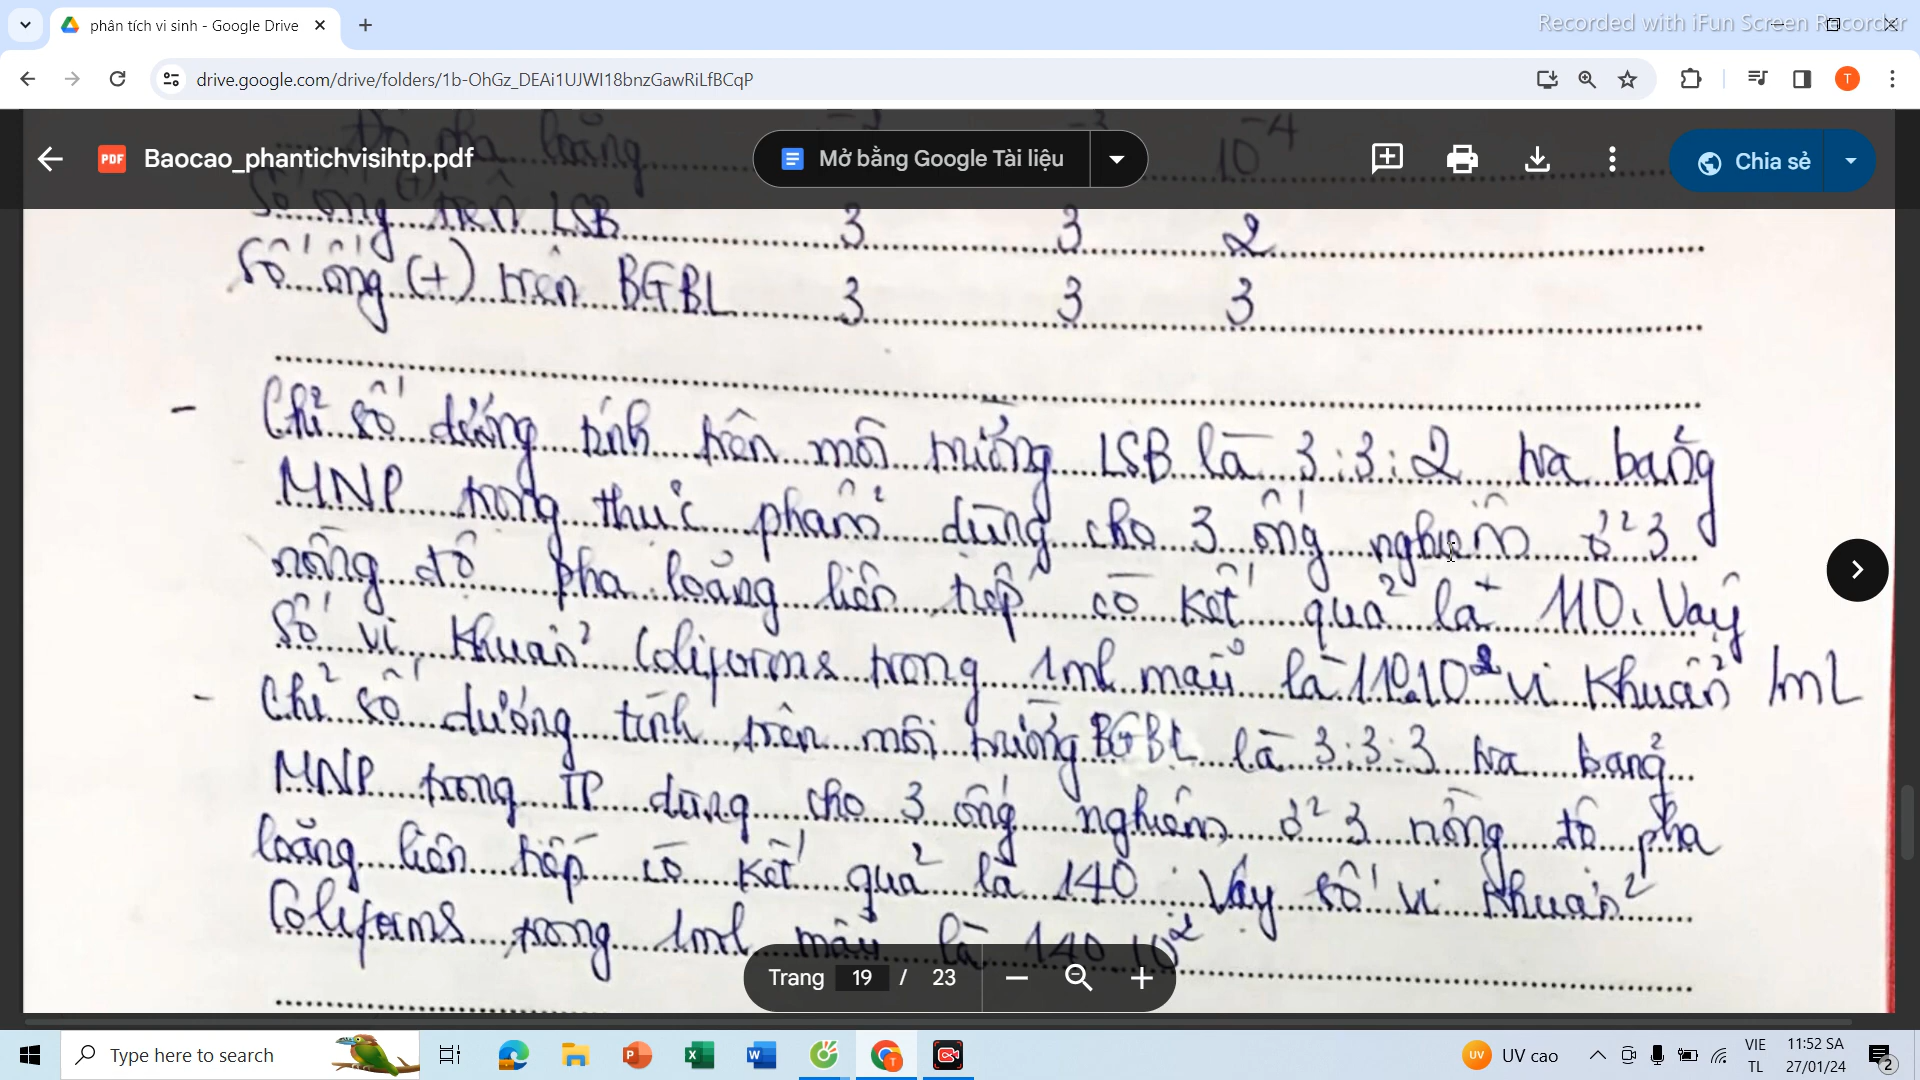 phân tích vi sinh - Google Drive
Recorded with iFun Screen Recorder
drive.google.com/drive/folders/1b-OhGz_DEAi1UJWI18bnzGawRiLfBCqP
T
Baocao_phantichvisihtp.pdf
Mở bằng Google Tài liệu
Chia sẻ
Độ pha loãng 10⁻⁴
Số ống (+) trên LSB 3 3 2
Số ống (+) trên BGBL 3 3 3
- Chỉ số dương tính trên môi trường LSB là 3:3:2 tra bảng
MNP trong thực phẩm dùng cho 3 ống nghiệm ở 3
nồng độ pha loãng liên tiếp có kết quả là 110. Vậy
số vi khuẩn Coliforms trong 1ml mẫu là 110.10² vi khuẩn /ml
- Chỉ số dương tính trên môi trường BGBL là 3:3:3 tra bảng
MNP trong TP dùng cho 3 ống nghiệm ở 3 nồng độ pha
loãng liên tiếp có kết quả là 140. Vậy số vi khuẩn
Coliforms trong 1ml mẫu là 140 10²
Trang 19 / 23
Type here to search
UV cao
VIE
TL
11:52 SA
27/01/24
2